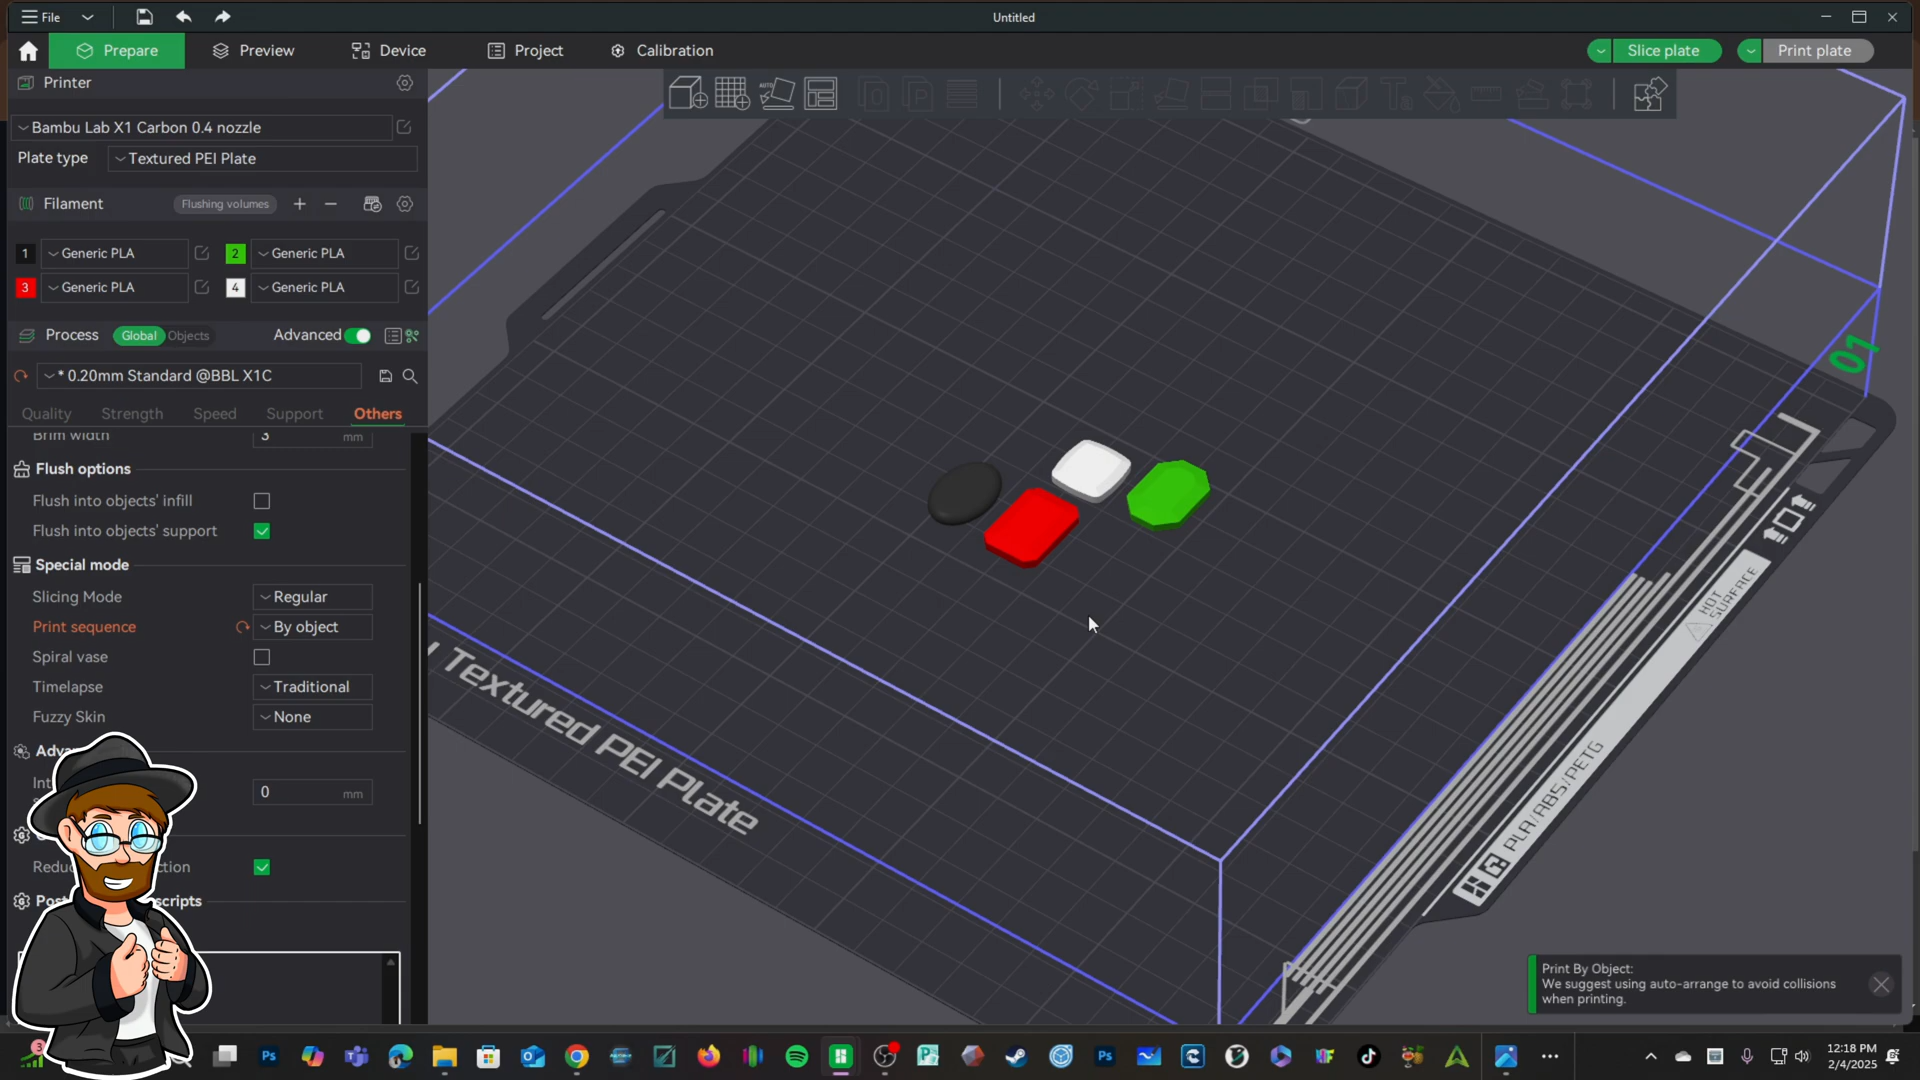 File
Untitled
Prepare
Preview
Device
Project
Calibration
Slice plate
Print plate
Printer
Bambu Lab X1 Carbon 0.4 nozzle
Plate type
Textured PEI Plate
Filament
Flushing volumes
1
Generic PLA
2
Generic PLA
3
Generic PLA
4
Generic PLA
Process
Global
Objects
Advanced
* 0.20mm Standard @BBL X1C
Quality
Strength
Speed
Support
Others
Brim width
3
mm
Flush options
Flush into objects' infill
Flush into objects' support
Special mode
Slicing Mode
Regular
Print sequence
By object
Spiral vase
Timelapse
Traditional
Fuzzy Skin
None
0
mm
scripts
AUTO
01
HOT
SURFACE
PLA/ABS/PETG
Textured PEI Plate
Print By Object:
We suggest using auto-arrange to avoid collisions
when printing.
3
12:18 PM
2/4/2025